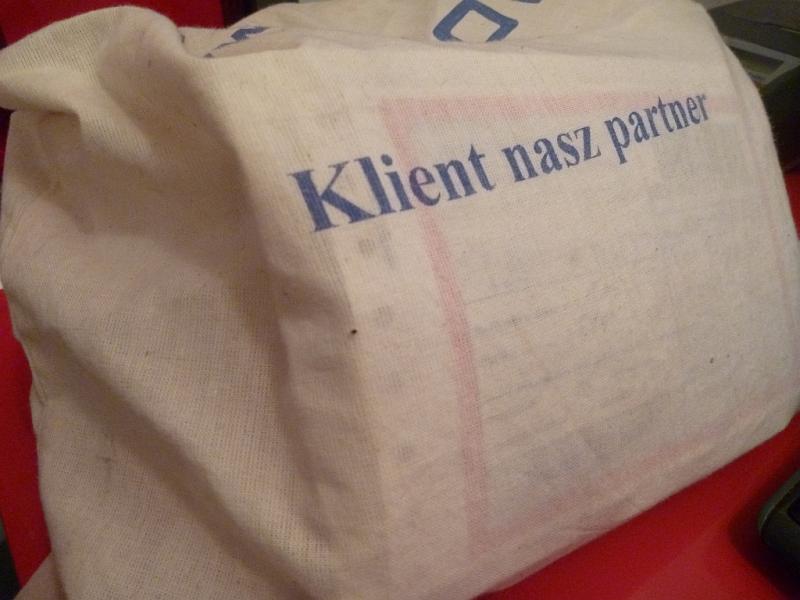 Klient nasz partner